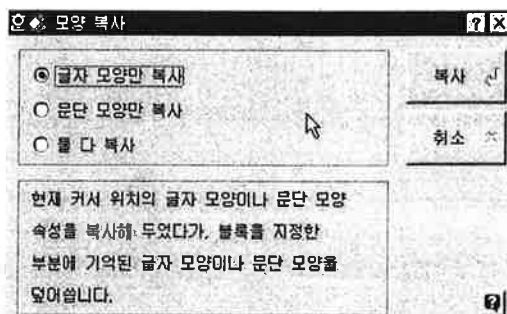 모양 복사
글자 모양만 복사
문단 모양만 복사
둘 다 복사
복사
취소
현재 커서 위치의 글자 모양이나 문단 모양
속성을 복사해 두었다가, 블록을 지정한
부분에 기억된 글자 모양이나 문단 모양을
덮어씁니다.